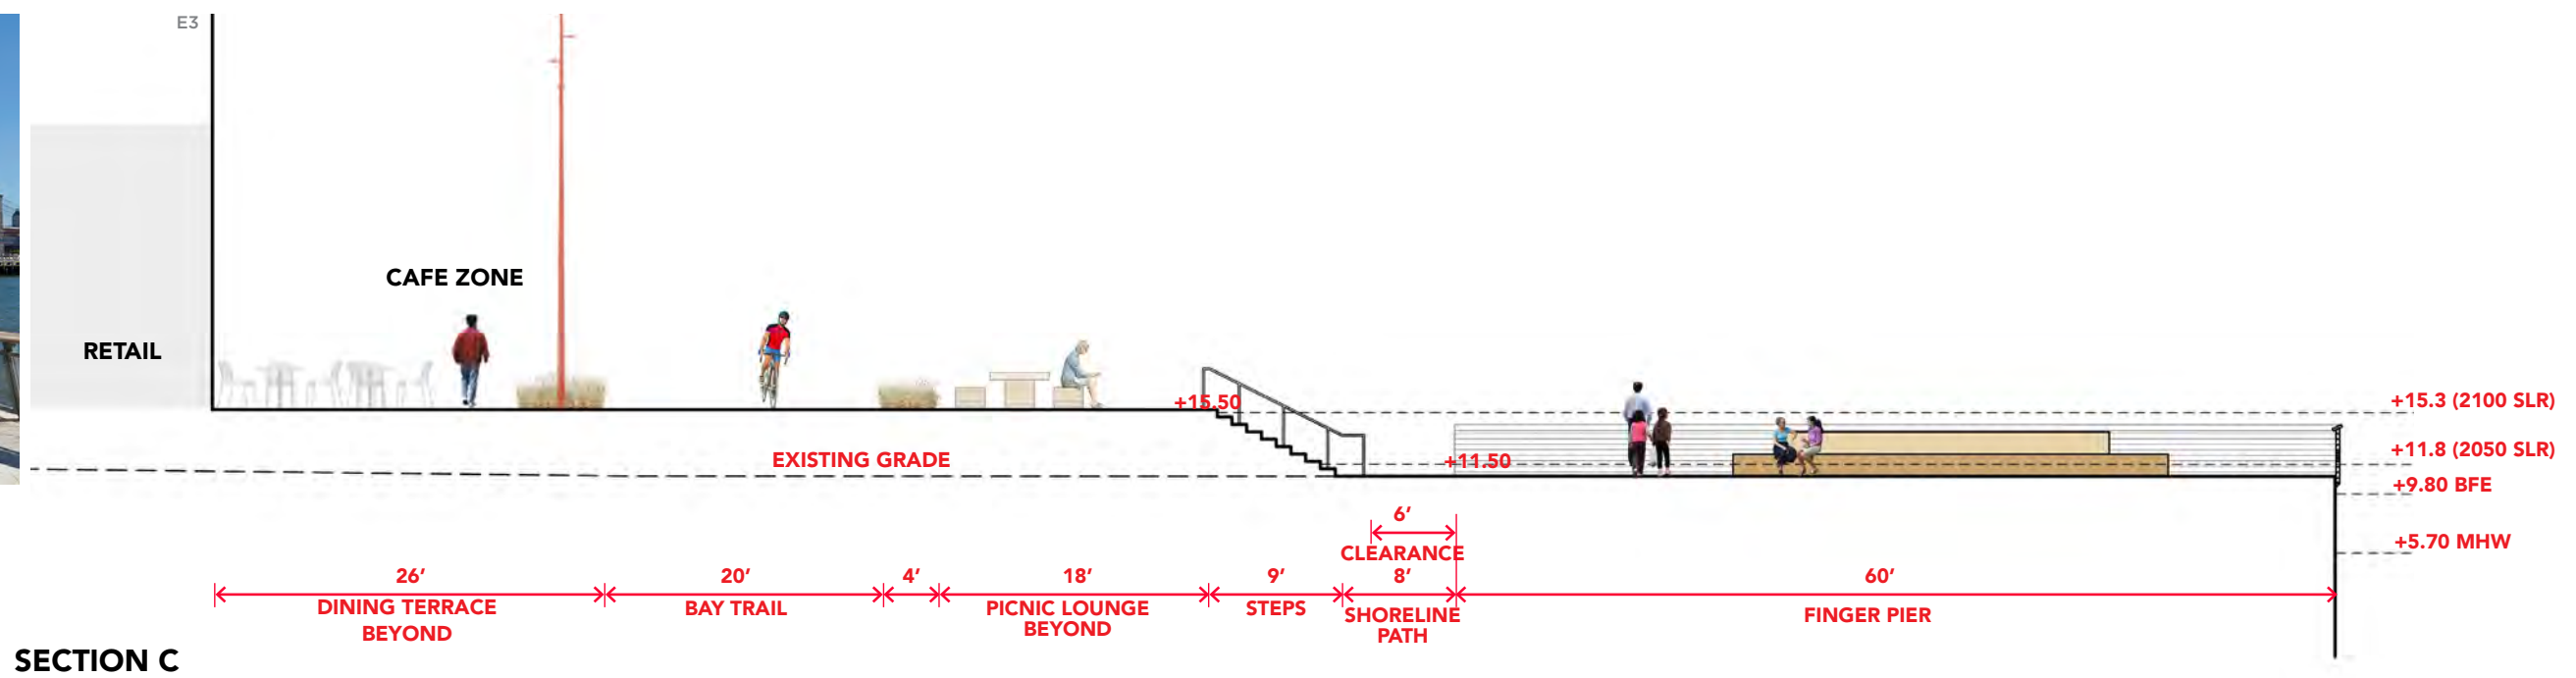 E3
CAFE ZONE
RETAIL
+15.50
+15.3 (2100 SLR)
EXISTING GRADE
+11.50
+11.8 (2050 SLR)
+9.80 BFE
6’
CLEARANCE
+5.70 MHW
26’
20’
4’
18’
9’
8’
60’
DINING TERRACE
BEYOND
BAY TRAIL
PICNIC LOUNGE
BEYOND
STEPS
SHORELINE
PATH
FINGER PIER
SECTION C